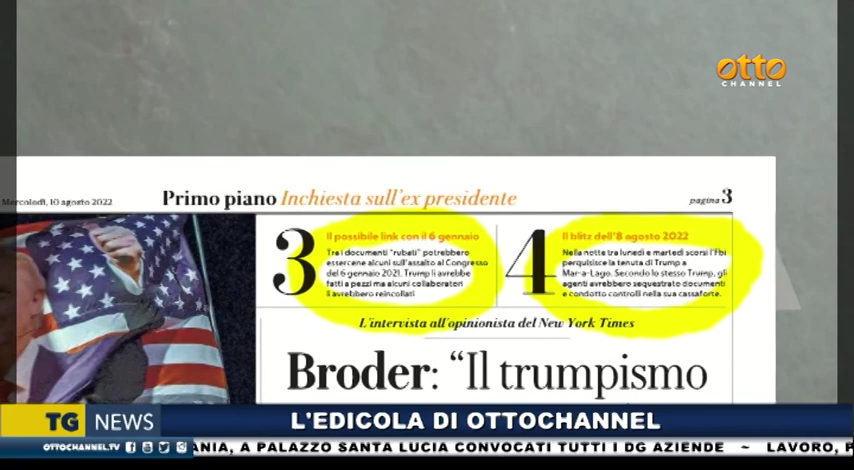 otto
CHANNEL
Mercoledì, 10 agosto 2022
Primo piano Inchiesta sull'ex presidente
pagina 3
3
Il possibile link con il 6 gennaio
Tra i documenti "rubati" potrebbero
essercene alcuni sull'assalto al Congresso
del 6 gennaio 2021. Trump li avrebbe
fatti a pezzi ma alcuni collaboratori
li avrebbero reincollati
4
Il blitz dell'8 agosto 2022
Nella notte tra lunedì e martedì scorsi l'Fbi
perquisisce la tenuta di Trump a
Mar-a-Lago. Secondo lo stesso Trump, gli
agenti avrebbero sequestrato documenti
e condotto controlli nella sua cassaforte.
L'intervista all'opinionista del New York Times
Broder: “Il trumpismo
TG NEWS
L'EDICOLA DI OTTOCHANNEL
OTTOCHANNEL.TV
ANIA, A PALAZZO SANTA LUCIA CONVOCATI TUTTI I DG AZIENDE ~ LAVORO, P